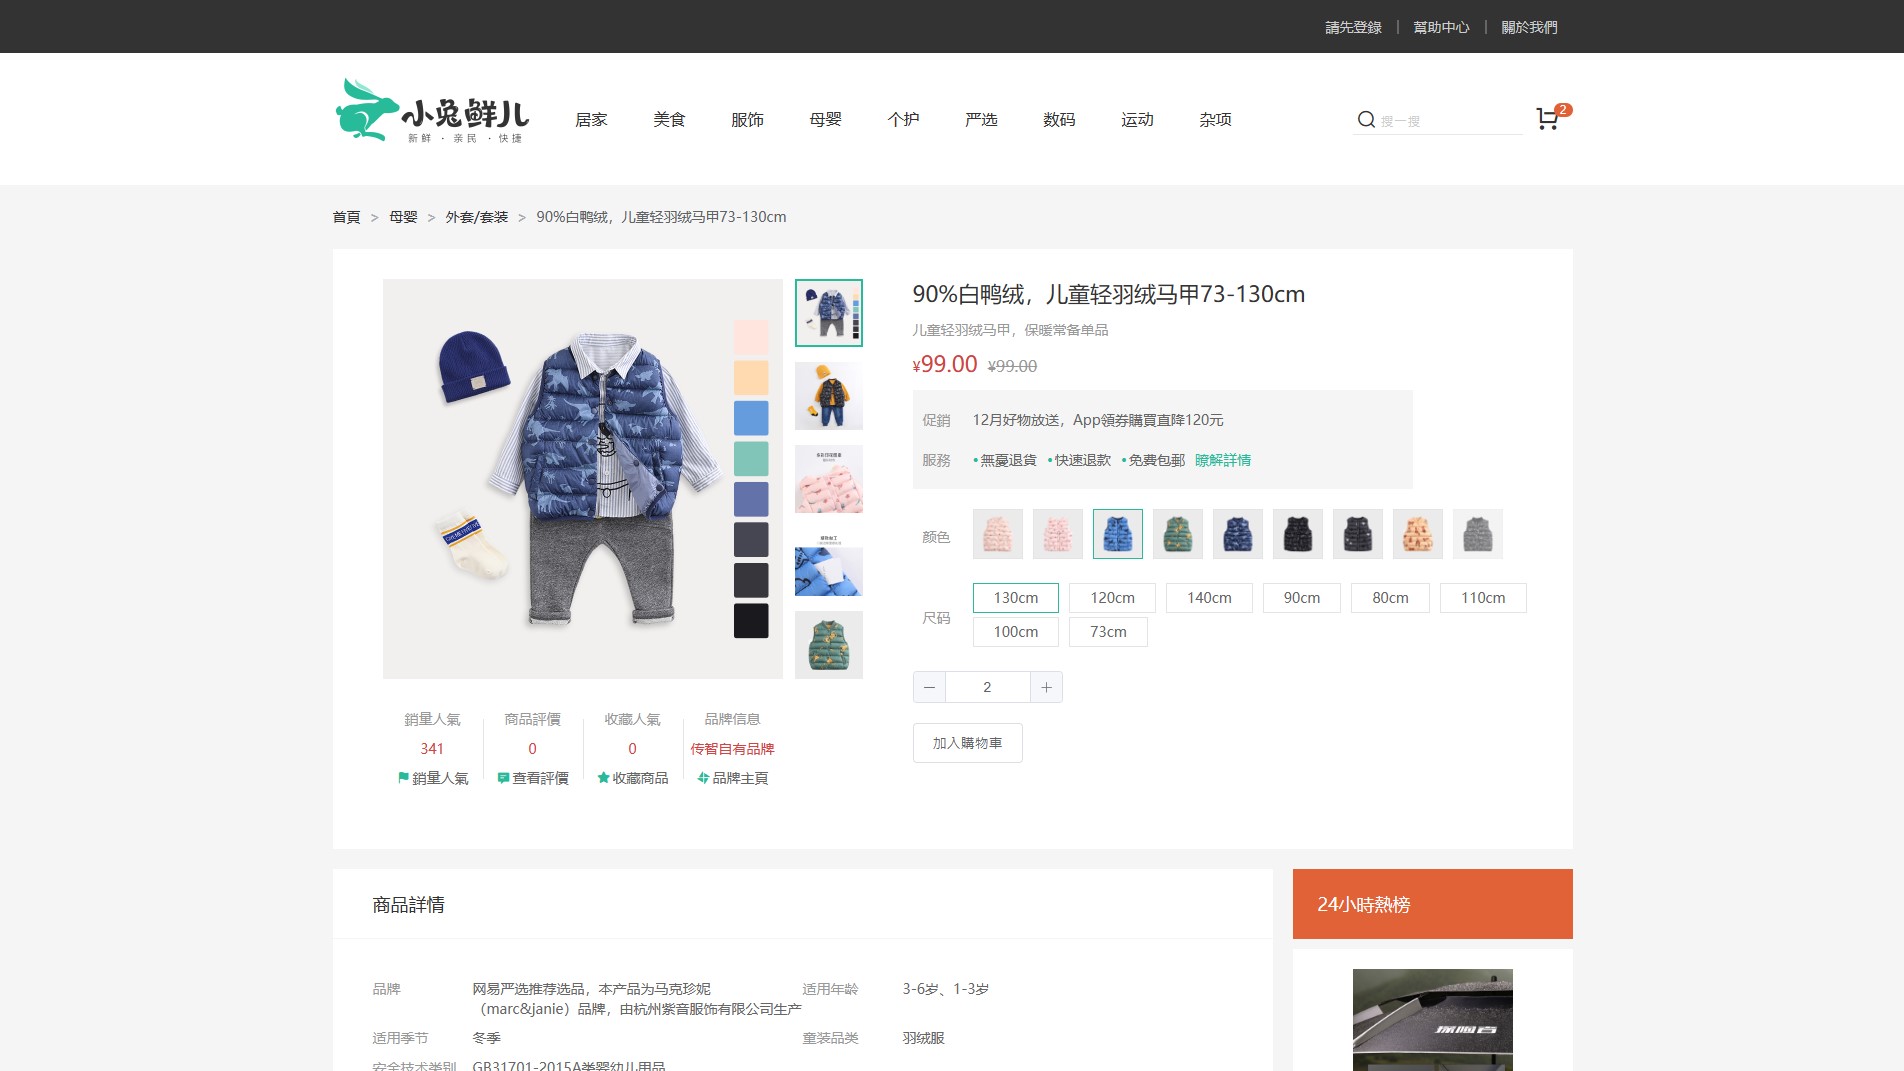 請先登錄 幫助中心 關於我們
小兔鲜儿
新鲜 · 亲民 · 快捷
居家 美食 服饰 母婴 个护 严选 数码 运动 杂项
搜一搜
2
首頁 > 母婴 > 外套/套装 > 90%白鸭绒，儿童轻羽绒马甲73-130cm
90%白鸭绒，儿童轻羽绒马甲73-130cm
儿童轻羽绒马甲，保暖常备单品
¥99.00 ¥99.00
促銷 12月好物放送，App領券購買直降120元
服務 •無憂退貨 •快速退款 •免費包郵 瞭解詳情
颜色
尺码
130cm 120cm 140cm 90cm 80cm 110cm
100cm 73cm
2
加入購物車
銷量人氣 商品評價 收藏人氣 品牌信息
341 0 0 传智自有品牌
銷量人氣 查看評價 收藏商品 品牌主頁
商品詳情
24小時熱榜
品牌 网易严选推荐选品，本产品为马克珍妮 适用年龄 3-6岁、1-3岁
（marc&janie）品牌，由杭州紫音服饰有限公司生产
适用季节 冬季 童装品类 羽绒服
安全技术类别 GB31701-2015A类婴幼儿用品
探险者